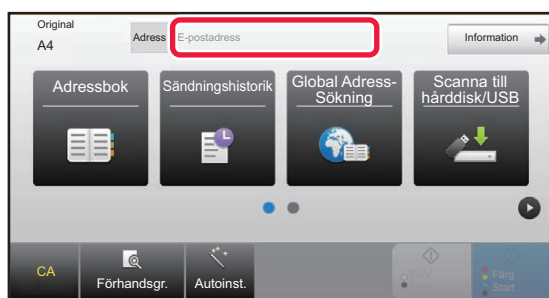 Original
A4
Adress
E-postadress
Information
Adressbok
Sändningshistorik
Global Adress-
Sökning
Scanna till
hårddisk/USB
CA
Förhandsgr.
Autoinst.
S/V
Start
Färg
Start